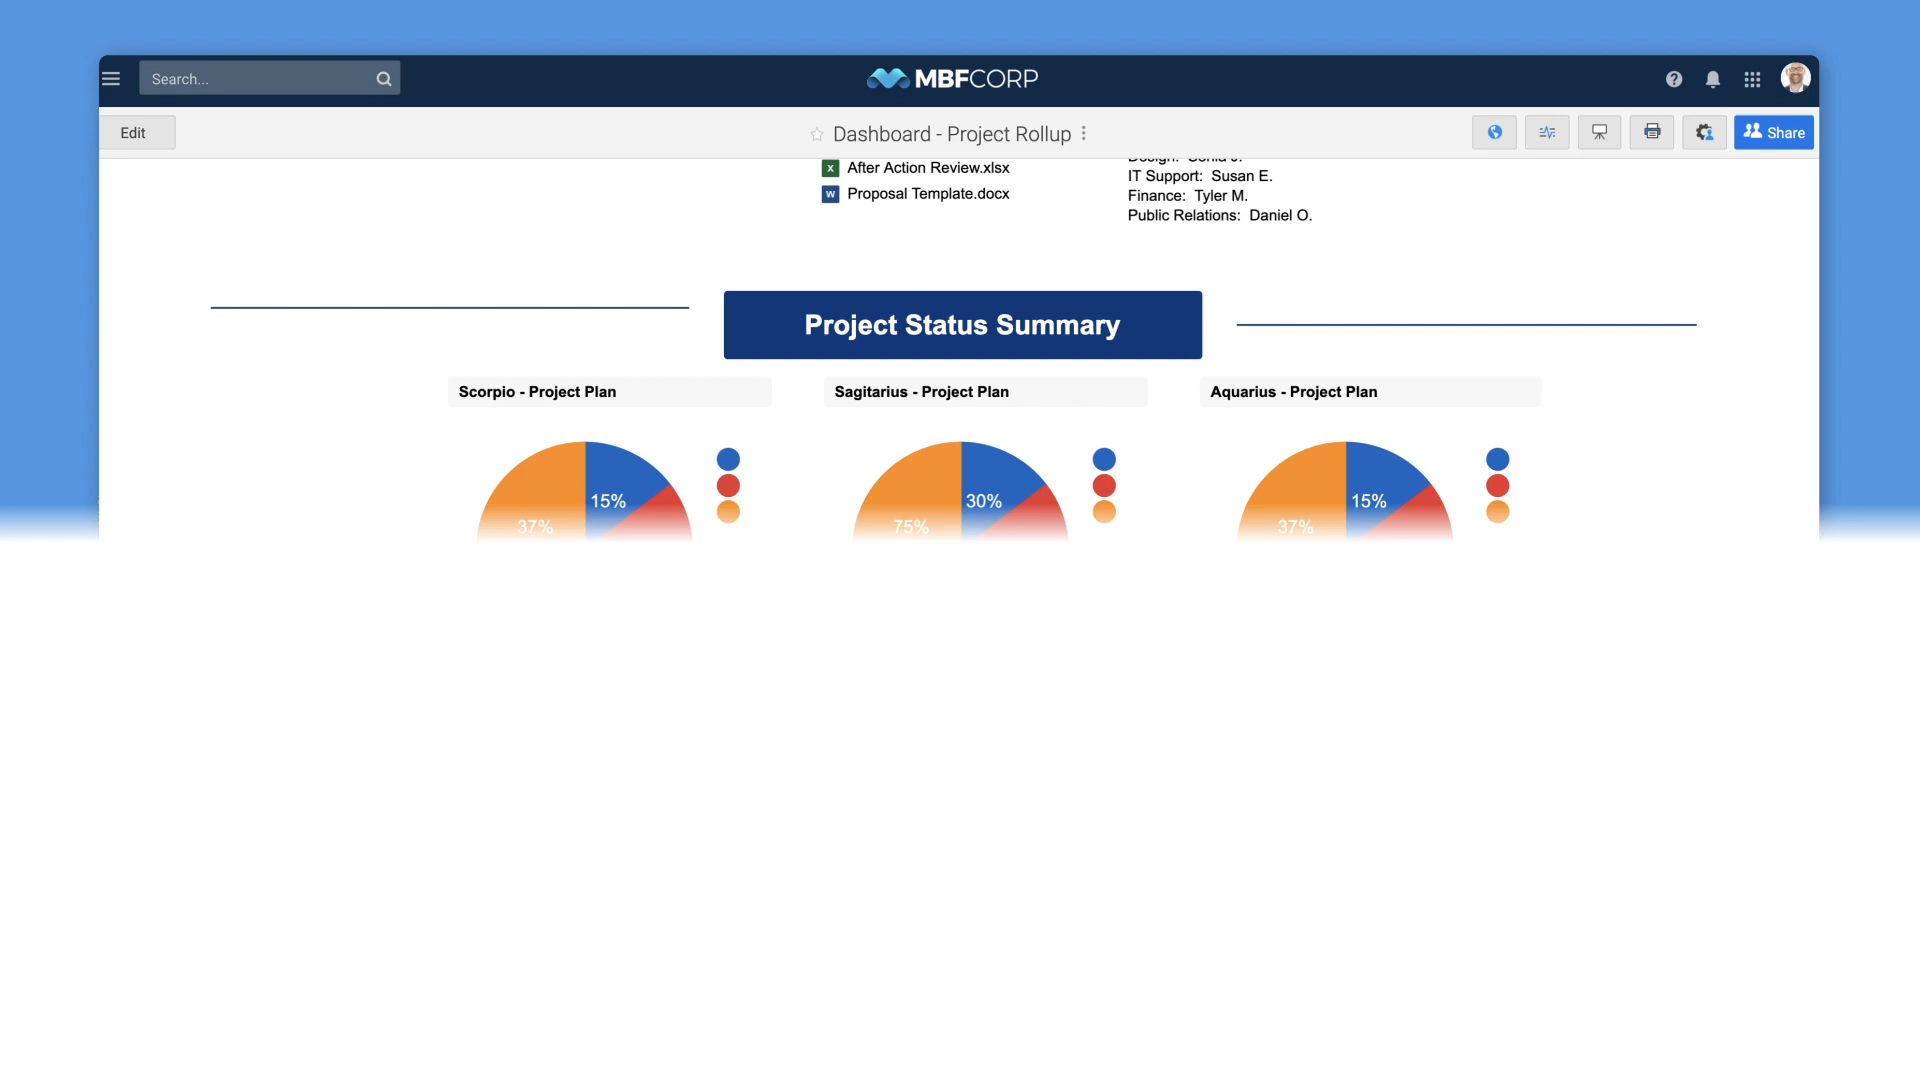 Search...
MBFCORP
Edit
Dashboard - Project Rollup
Share
After Action Review.xlsx
Proposal Template.docx
IT Support: Susan E.
Finance: Tyler M.
Public Relations: Daniel O.
Project Status Summary
Scorpio - Project Plan
Sagitarius - Project Plan
Aquarius - Project Plan
15%
37%
30%
75%
15%
37%